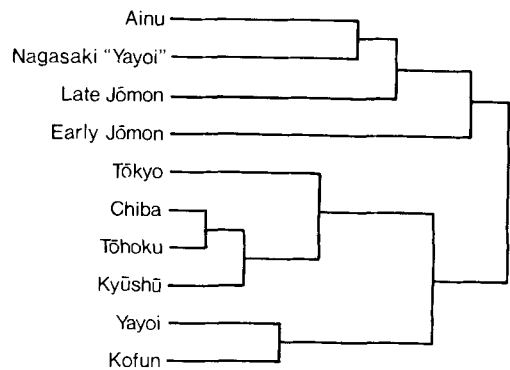 Ainu
Nagasaki “Yayoi”
Late Jōmon
Early Jōmon
Tōkyo
Chiba
Tōhoku
Kyūshū
Yayoi
Kofun